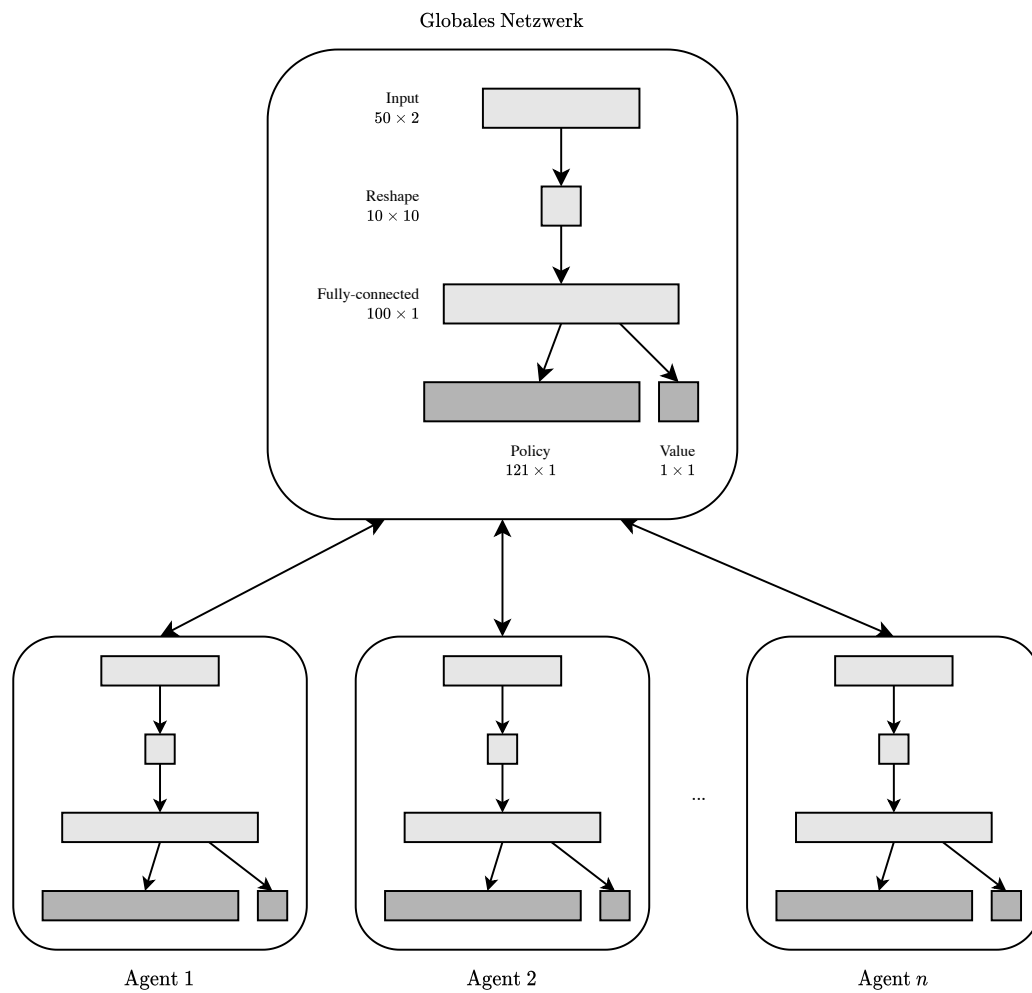 Globales Netzwerk
Input
50 × 2
Reshape
10 × 10
Fully-connected
100 × 1
Policy
121 × 1
Value
1 × 1
...
Agent 1
Agent 2
Agent n